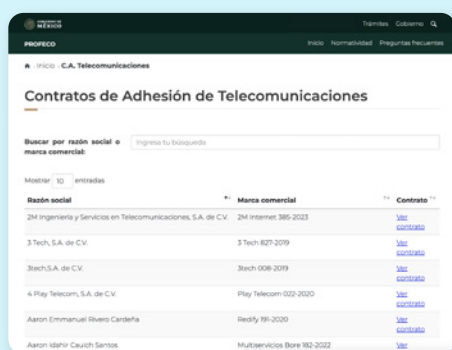 GOBIERNO DE
MÉXICO
Trámites Gobierno
PROFECO
Inicio Normatividad Preguntas frecuentes
Inicio C.A. Telecomunicaciones
Contratos de Adhesión de Telecomunicaciones
Buscar por razón social o
marca comercial:
Ingresa tu búsqueda
Mostrar 10 entradas
Razón social Marca comercial Contrato
2M Ingeniería y Servicios en Telecomunicaciones, S.A. de C.V. 2M Internet 385-2023 Ver
contrato
3 Tech, S.A. de C.V. 3 Tech 827-2019 Ver
contrato
3tech,S.A. de C.V. 3tech 008-2019 Ver
contrato
4 Play Telecom, S.A. de C.V. Play Telecom 022-2020 Ver
contrato
Aaron Emmanuel Rivero Cardeña Redify 191-2020 Ver
contrato
Aaron Idahir Cauich Santos Multiservicios Bore 182-2022 Ver